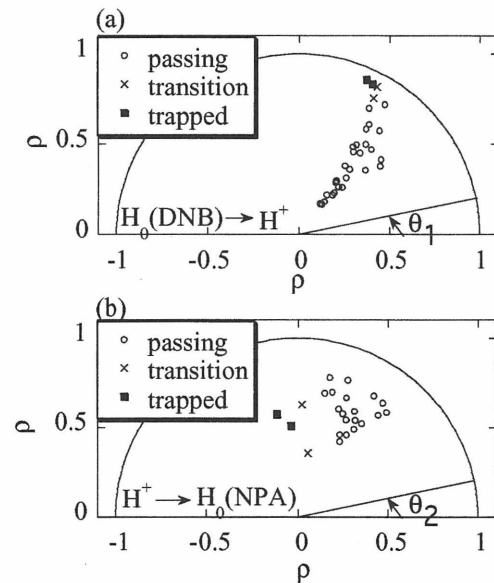 (a)
1
passing
transition
trapped
0.5
ρ
H₀(DNB)→H⁺
θ₁
0
-1 -0.5 0 0.5 1
ρ
(b)
1
passing
transition
trapped
0.5
ρ
H⁺→H₀(NPA)
θ₂
0
-1 -0.5 0 0.5 1
ρ